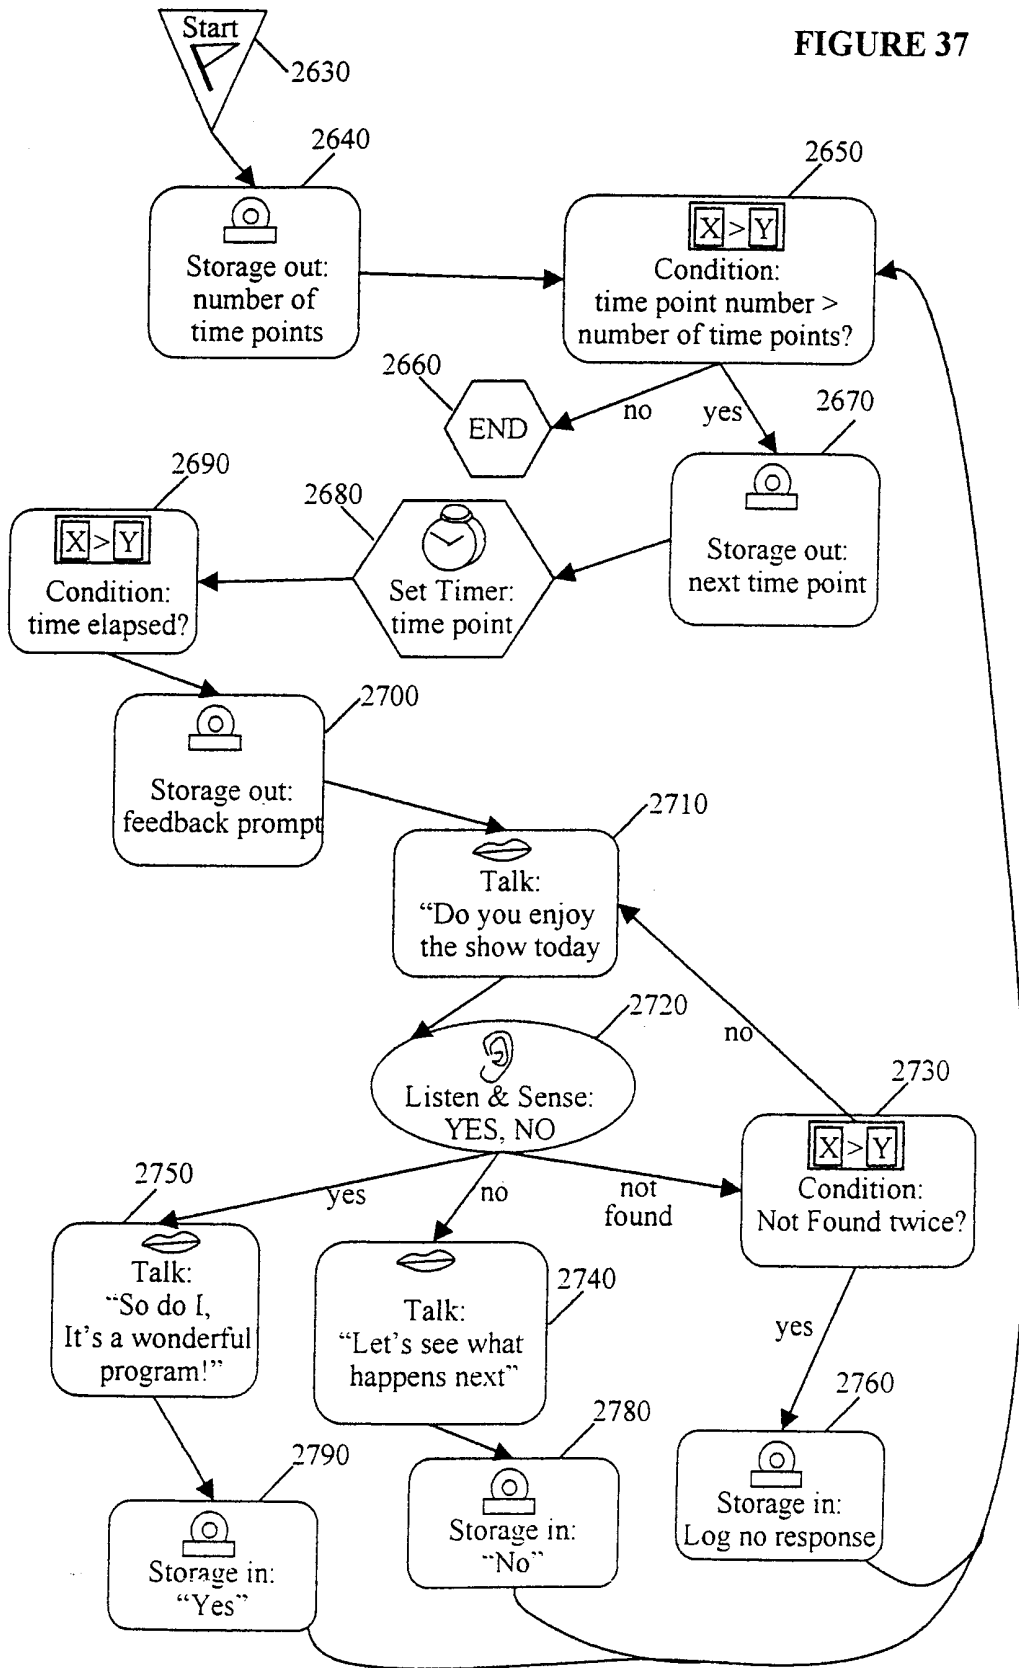 FIGURE 37
Start
2630
2640
Storage out:
number of
time points
2650
X > Y
Condition:
time point number >
number of time points?
2660
END
no
yes
2670
Storage out:
next time point
2680
Set Timer:
time point
2690
X > Y
Condition:
time elapsed?
2700
Storage out:
feedback prompt
2710
Talk:
“Do you enjoy
the show today
2720
Listen & Sense:
YES, NO
no
2730
X > Y
Condition:
Not Found twice?
yes
no
not
found
2750
Talk:
“So do I,
It's a wonderful
program!”
2740
Talk:
“Let's see what
happens next”
yes
2760
Storage in:
Log no response
2780
Storage in:
“No”
2790
Storage in:
“Yes”